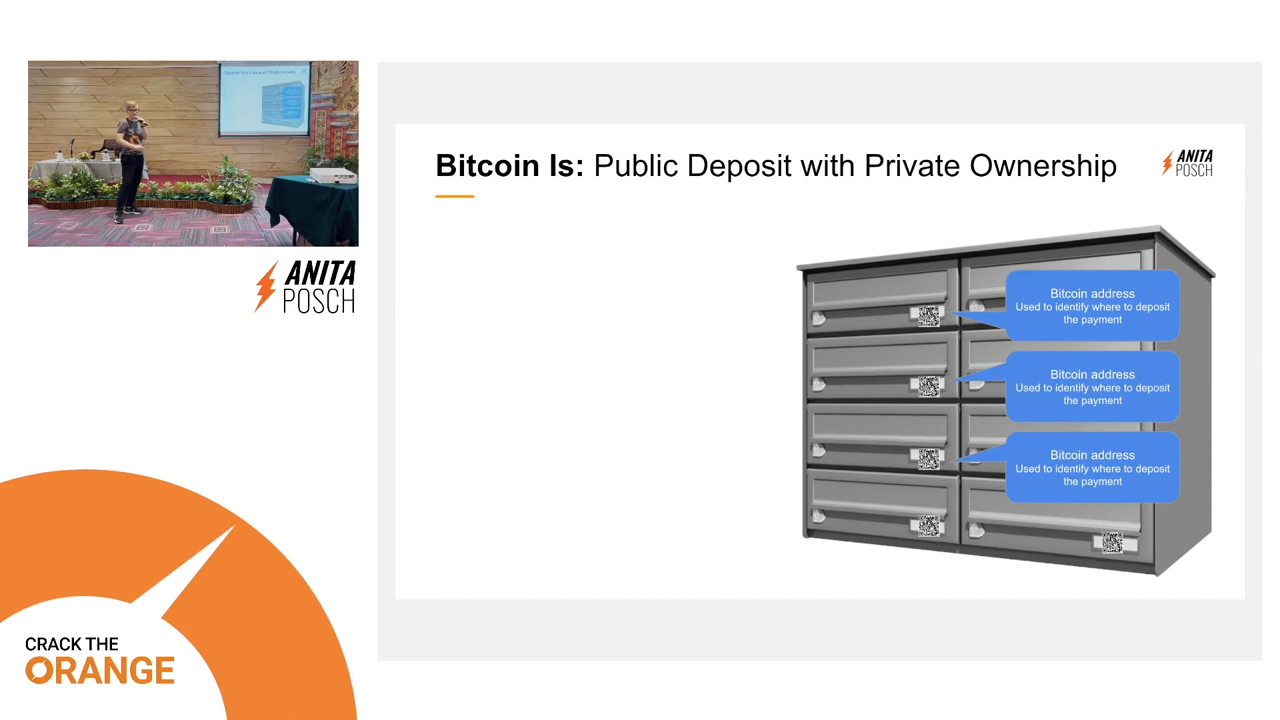 Bitcoin Is: Public Deposit with Private Ownership
ANITA
POSCH
Bitcoin address
Used to identify where to deposit
the payment
Bitcoin address
Used to identify where to deposit
the payment
Bitcoin address
Used to identify where to deposit
the payment
ANITA
POSCH
CRACK THE
ORANGE